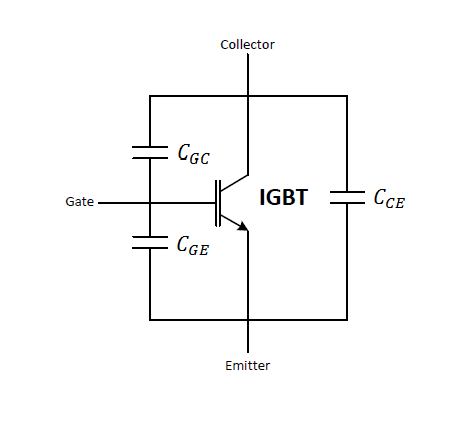 Collector
C_GC
Gate
IGBT
C_CE
C_GE
Emitter